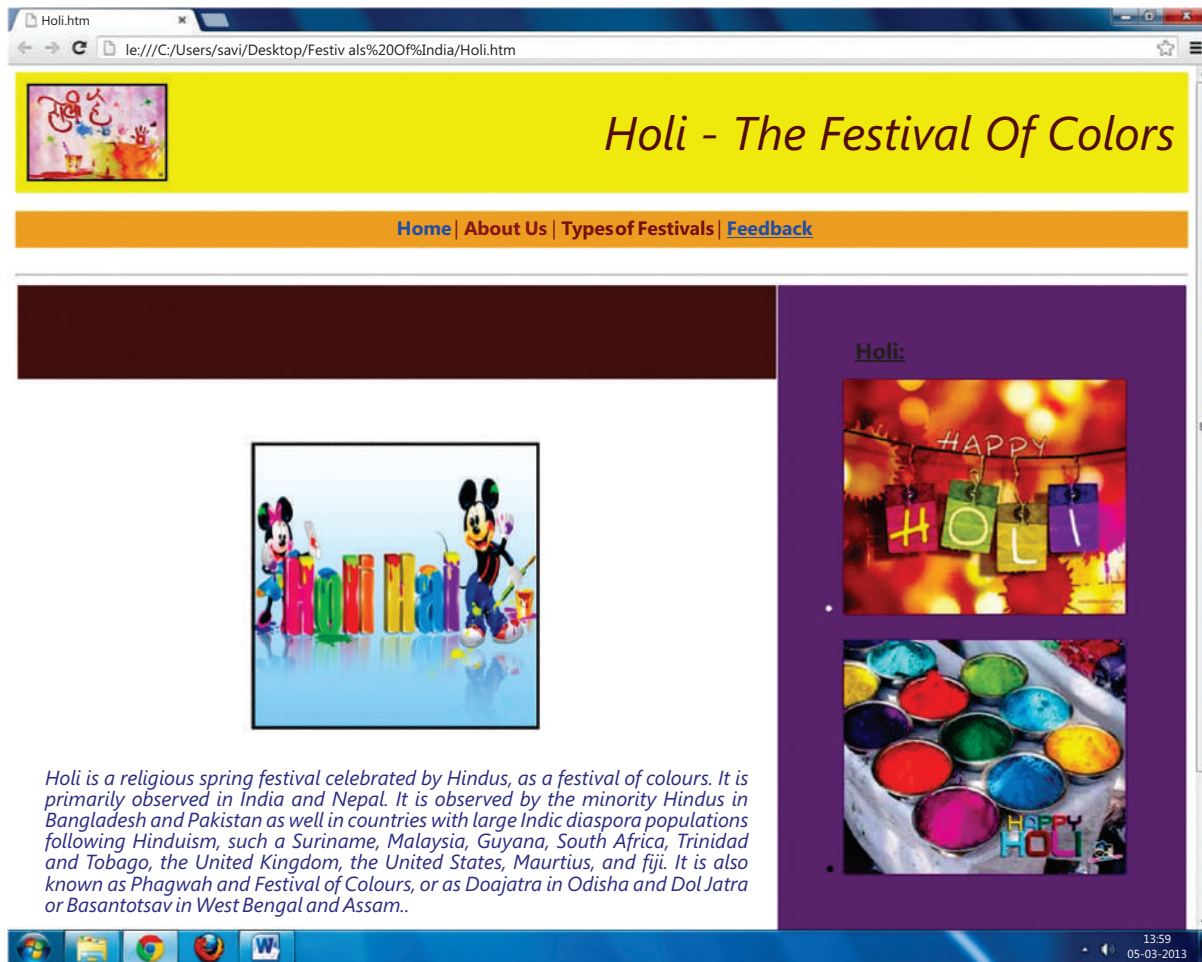 Holi.htm
le:///C:/Users/savi/Desktop/Festiv als%20Of%India/Holi.htm
होली है
Holi - The Festival Of Colors
Home | About Us | Types of Festivals | Feedback
Holi:
HAPPY
HOLI
Holi Hai
HAPPY
HOLI
Holi is a religious spring festival celebrated by Hindus, as a festival of colours. It is
primarily observed in India and Nepal. It is observed by the minority Hindus in
Bangladesh and Pakistan as well in countries with large Indic diaspora populations
following Hinduism, such a Suriname, Malaysia, Guyana, South Africa, Trinidad
and Tobago, the United Kingdom, the United States, Maurtius, and fiji. It is also
known as Phagwah and Festival of Colours, or as Doajatra in Odisha and Dol Jatra
or Basantotsav in West Bengal and Assam..
W
13:59
05-03-2013